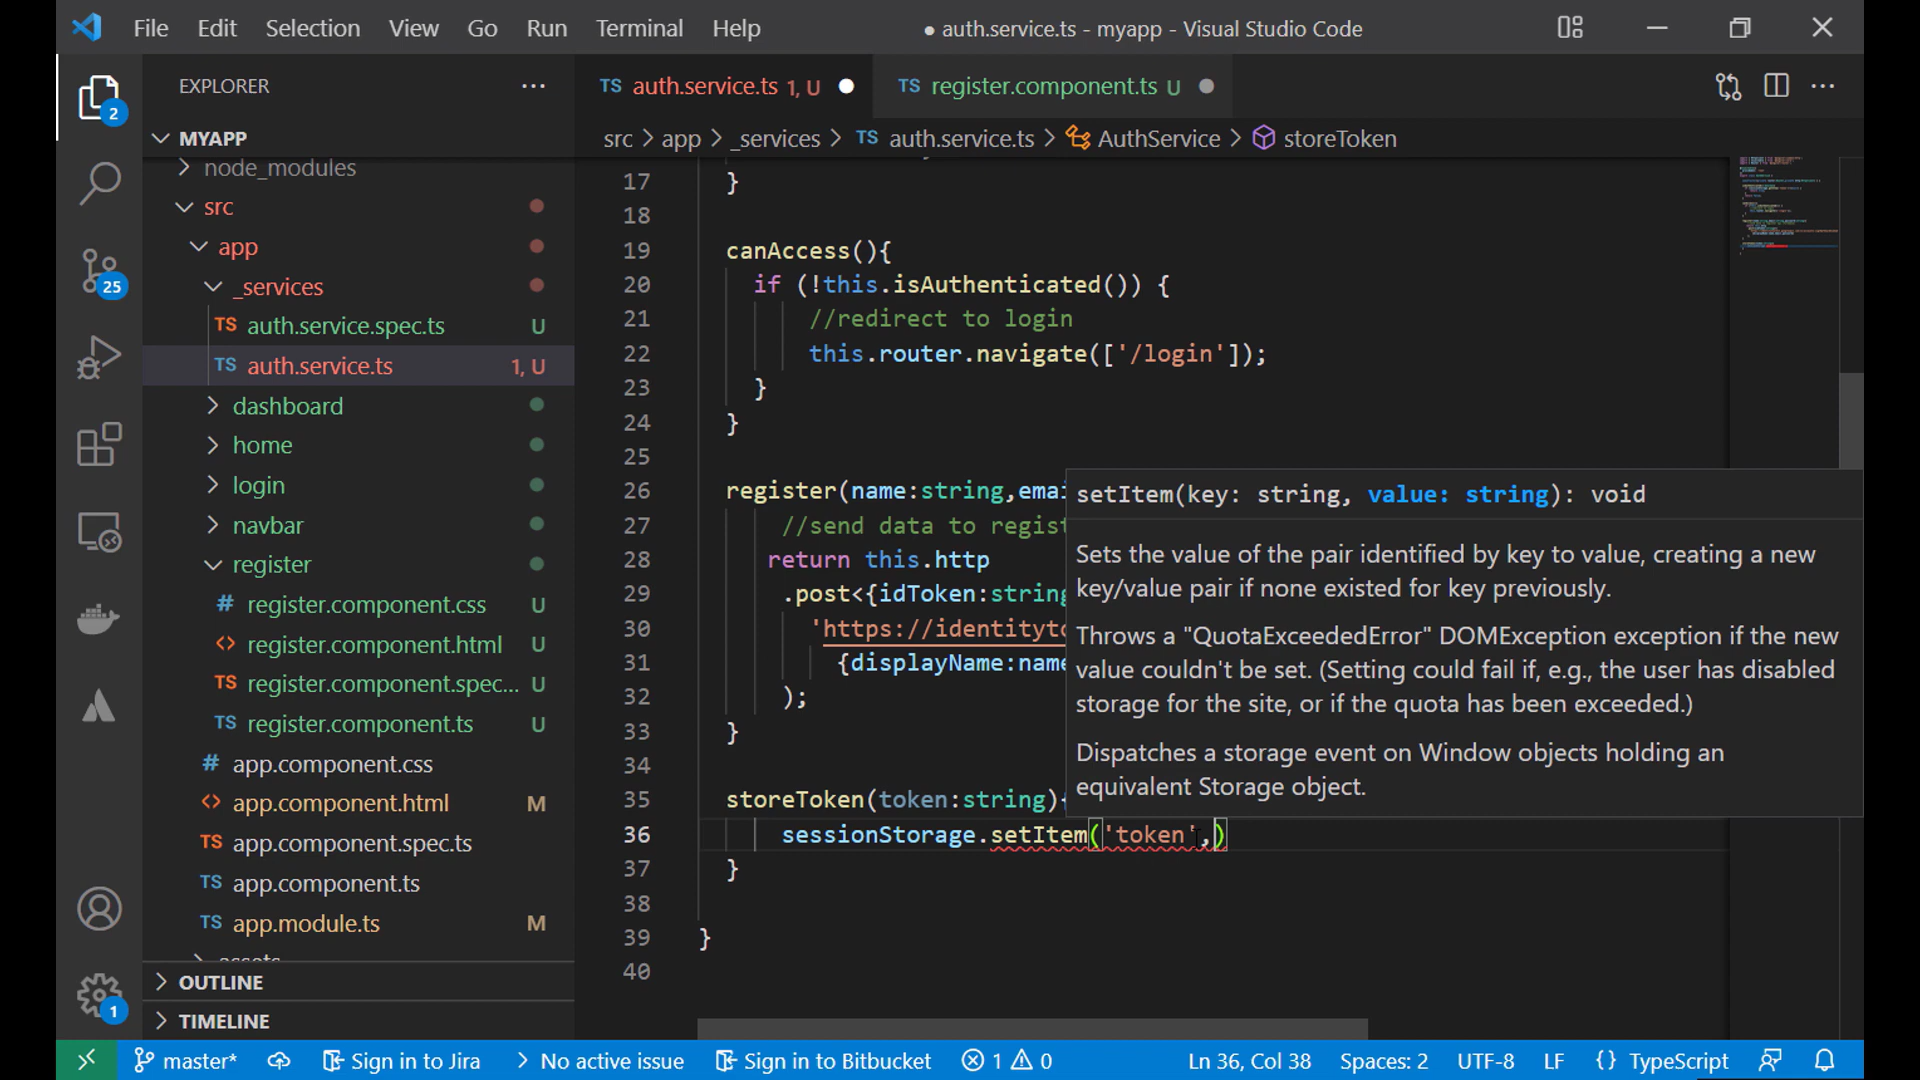 File Edit Selection View Go Run Terminal Help ● auth.service.ts - myapp - Visual Studio Code
EXPLORER ...
TS auth.service.ts 1, U
TS register.component.ts U
...
MYAPP
src > app > _services > TS auth.service.ts > AuthService > storeToken
node_modules
src
app
_services
TS auth.service.spec.ts U
TS auth.service.ts 1, U
dashboard
home
login
navbar
register
# register.component.css U
<> register.component.html U
TS register.component.spec... U
TS register.component.ts U
# app.component.css
<> app.component.html M
TS app.component.spec.ts
TS app.component.ts
TS app.module.ts M
assets
OUTLINE
TIMELINE
2
25
1
17 }
18
19 canAccess(){
20 if (!this.isAuthenticated()) {
21 //redirect to login
22 this.router.navigate(['/login']);
23 }
24 }
25
26 register(name:string,emai
27 //send data to regist
28 return this.http
29 .post<{idToken:string
30 'https://identityto
31 {displayName:name
32 );
33 }
34
35 storeToken(token:string){
36 sessionStorage.setItem('token',)
37 }
38
39 }
40
setItem(key: string, value: string): void
Sets the value of the pair identified by key to value, creating a new
key/value pair if none existed for key previously.
Throws a "QuotaExceededError" DOMException exception if the new
value couldn't be set. (Setting could fail if, e.g., the user has disabled
storage for the site, or if the quota has been exceeded.)
Dispatches a storage event on Window objects holding an
equivalent Storage object.
master* Sign in to Jira No active issue Sign in to Bitbucket 1 0 Ln 36, Col 38 Spaces: 2 UTF-8 LF {} TypeScript